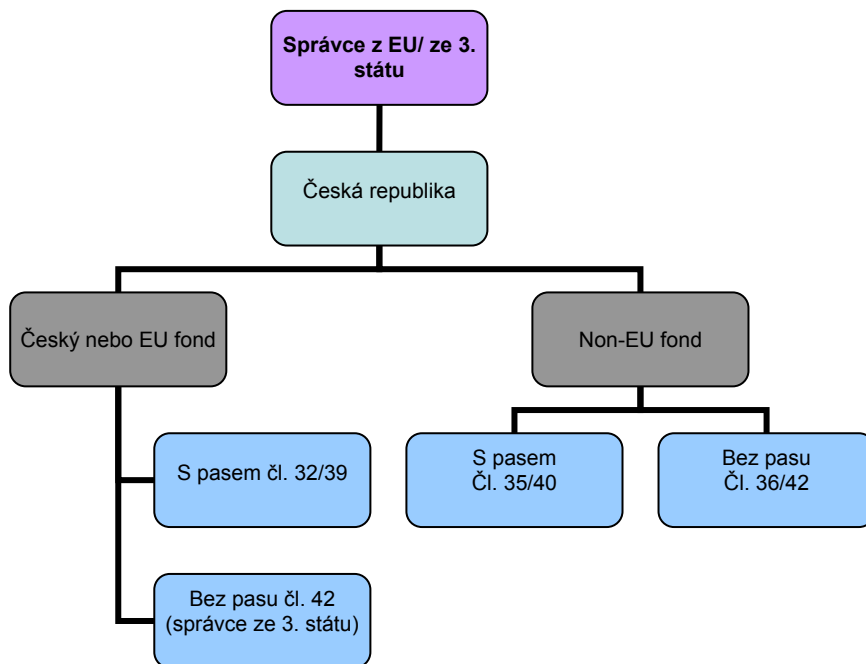 Správce z EU/ ze 3.
státu
Česká republika
Český nebo EU fond
Non-EU fond
S pasem čl. 32/39
S pasem
Čl. 35/40
Bez pasu
Čl. 36/42
Bez pasu čl. 42
(správce ze 3. státu)